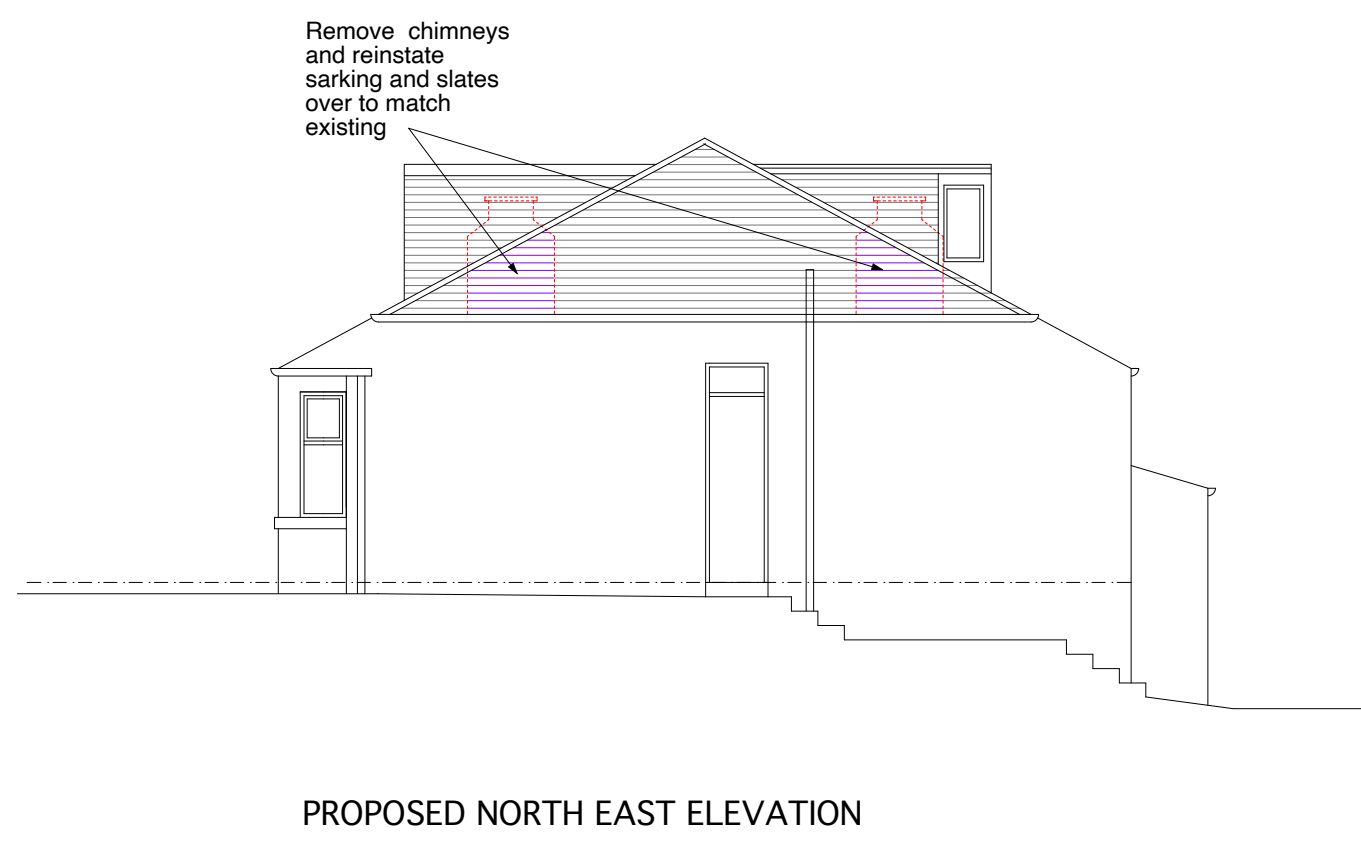 Remove chimneys
and reinstate
sarking and slates
over to match
existing
PROPOSED NORTH EAST ELEVATION